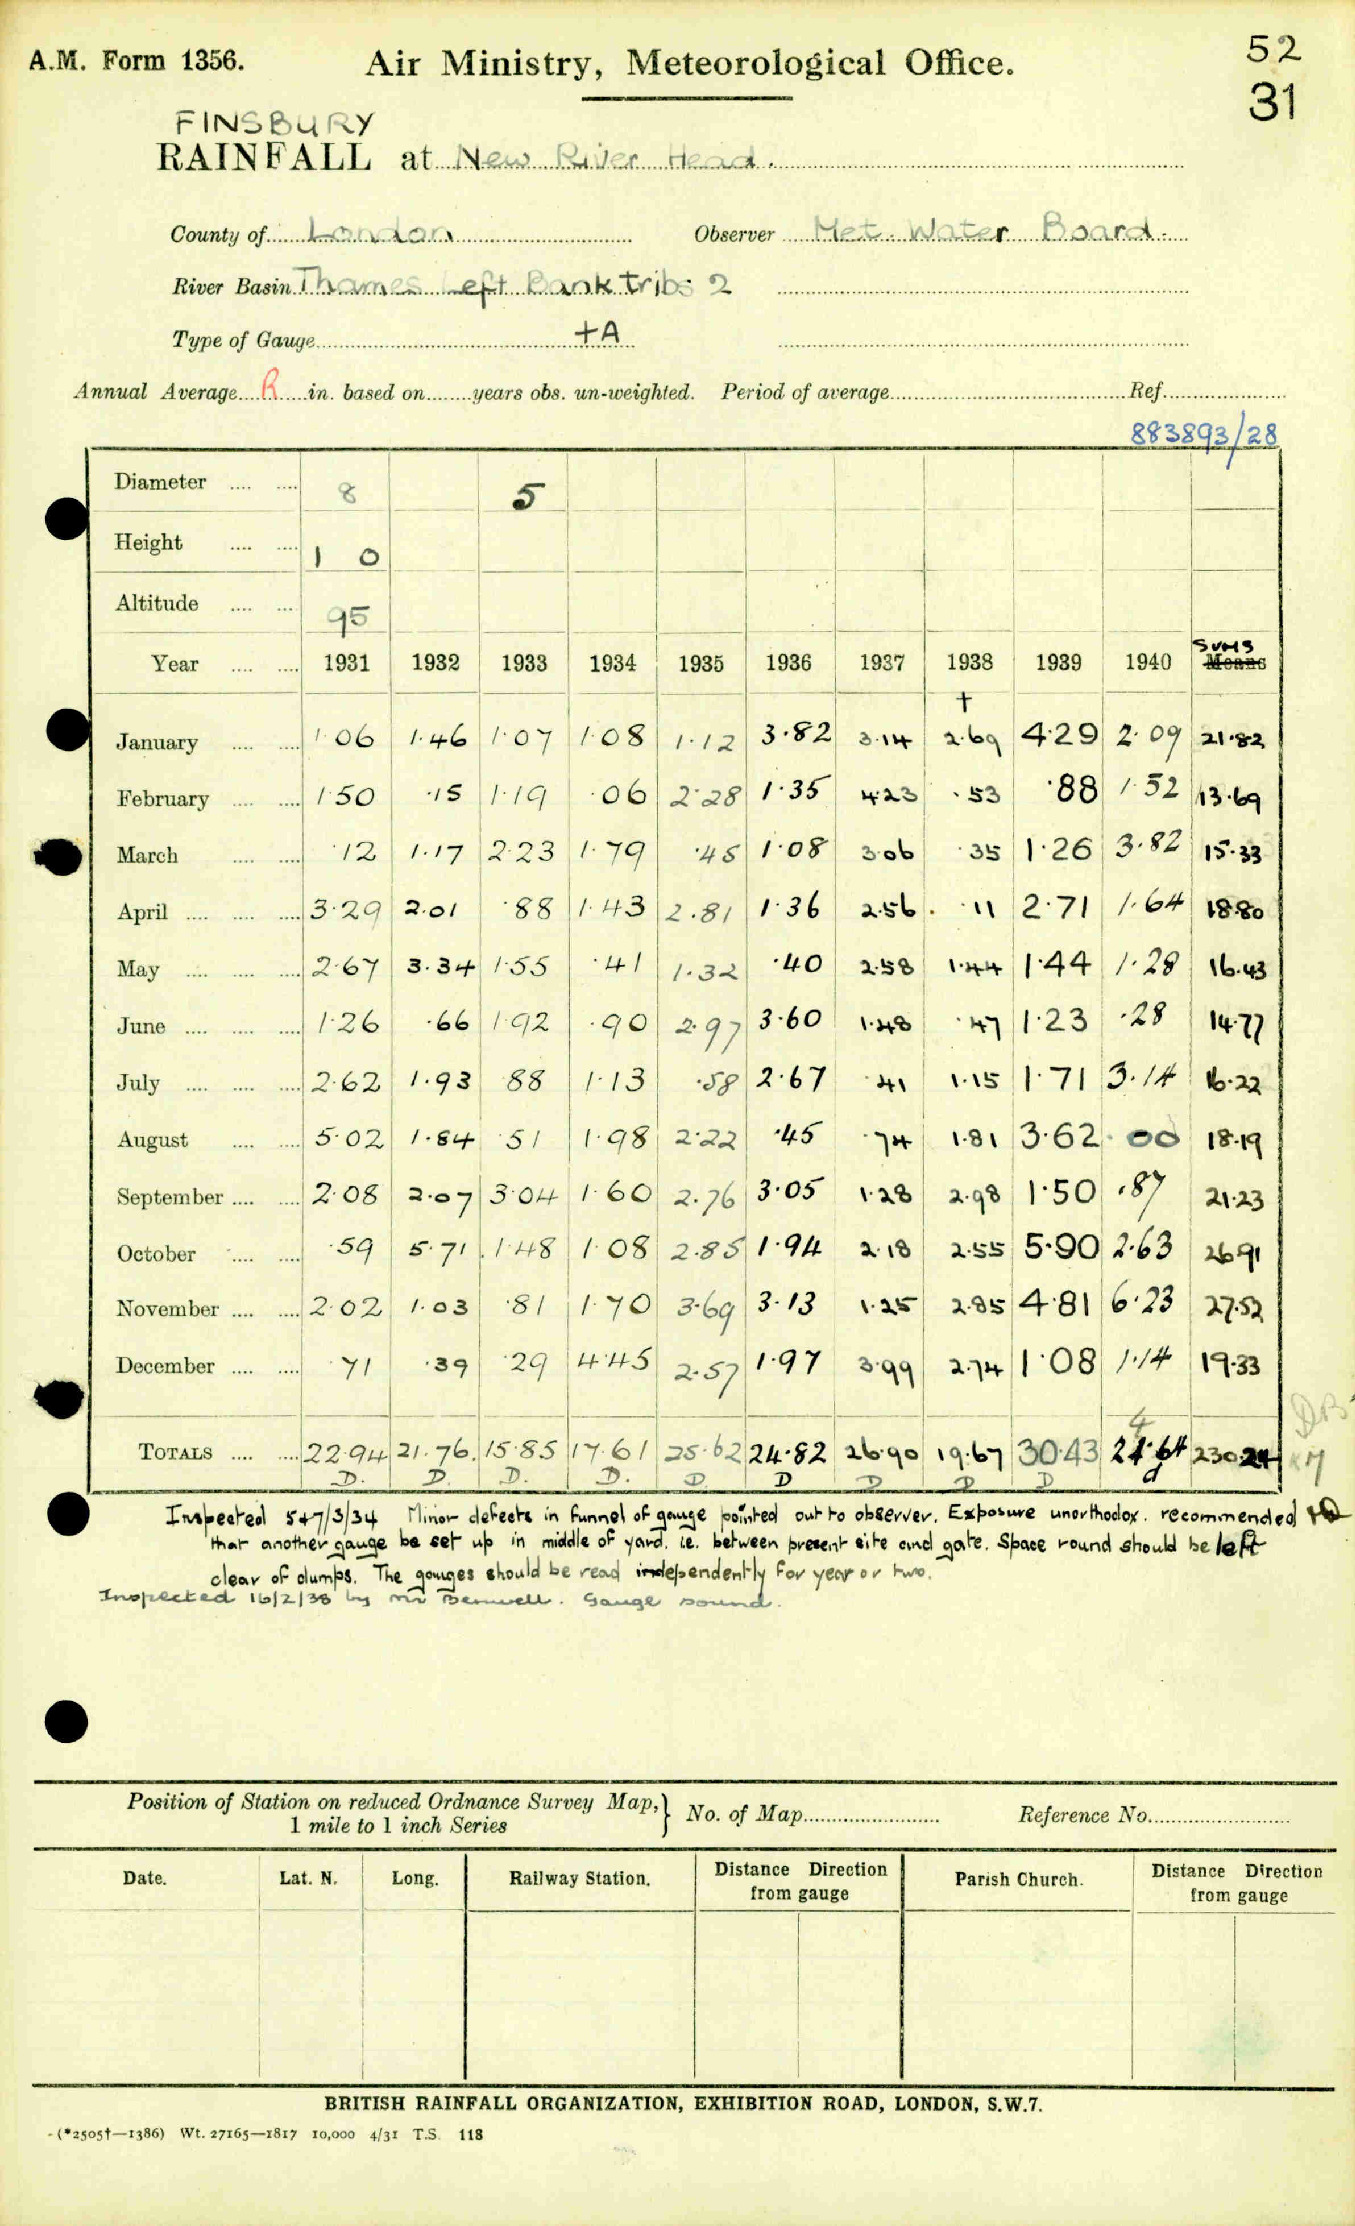 A.M. Form 1356. Air Ministry, Meteorological Office. 52
31
FINSBURY
RAINFALL at New River Head.
County of London Observer Met. Water Board.
River Basin Thames Left Bank tribs 2
Type of Gauge +A
Annual Average R in. based on years obs. un-weighted. Period of average Ref.
883893/28
Diameter 8 5
Height 1 0
Altitude 95
Sums
Year 1931 1932 1933 1934 1935 1936 1937 1938 1939 1940 Means
†
January 1.06 1.46 1.07 1.08 1.12 3.82 3.14 2.69 4.29 2.09 21.82
February 1.50 .15 1.19 .06 2.28 1.35 4.23 .53 .88 1.52 13.69
March .12 1.17 2.23 1.79 .45 1.08 3.06 .35 1.26 3.82 15.33
April 3.29 2.01 .88 1.43 2.81 1.36 2.56 .11 2.71 1.64 18.80
May 2.67 3.34 1.55 .41 1.32 .40 2.58 1.44 1.44 1.28 16.43
June 1.26 .66 1.92 .90 2.97 3.60 1.48 .47 1.23 .28 14.77
July 2.62 1.93 .88 1.13 .58 2.67 .41 1.15 1.71 3.14 16.22
August 5.02 1.84 .51 1.98 2.22 .45 .74 1.81 3.62 .00 18.19
September 2.08 2.07 3.04 1.60 2.76 3.05 1.28 2.98 1.50 .87 21.23
October .59 5.71 1.48 1.08 2.85 1.94 2.18 2.55 5.90 2.63 26.91
November 2.02 1.03 .81 1.70 3.69 3.13 1.25 2.85 4.81 6.23 27.52
December .71 .39 .29 4.45 2.57 1.97 3.99 2.74 1.08 1.14 19.33
TOTALS 22.94 21.76 15.85 17.61 25.62 24.82 26.90 19.67 30.43 24.64 230.24
D. D. D. D. D. D D D D d
Inspected 5+7/3/34 Minor defects in funnel of gauge pointed out to observer. Exposure unorthodox. recommended
that another gauge be set up in middle of yard. i.e. between present site and gate. Space round should be left
clear of dumps. The gauges should be read independently for year or two.
Inspected 16/2/38 by Mr Gauge sound.
Position of Station on reduced Ordnance Survey Map, } No. of Map Reference No.
1 mile to 1 inch Series
Date. Lat. N. Long. Railway Station. Distance Direction from gauge Parish Church. Distance Direction from gauge
BRITISH RAINFALL ORGANIZATION, EXHIBITION ROAD, LONDON, S.W.7.
(*2505†—1386) Wt. 27165—1817 10,000 4/31 T.S. 118